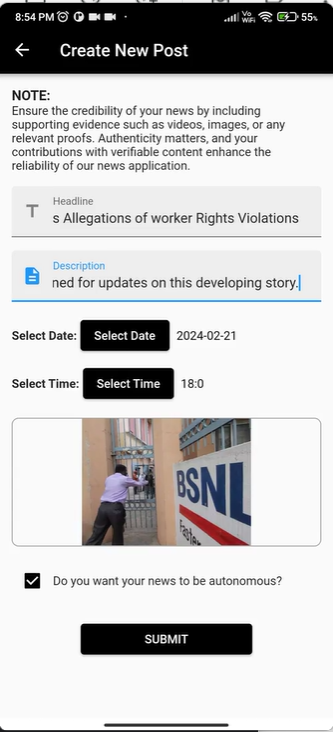 8:54 PM
Vo
WiFi
55%
Create New Post
NOTE:
Ensure the credibility of your news by including
supporting evidence such as videos, images, or any
relevant proofs. Authenticity matters, and your
contributions with verifiable content enhance the
reliability of our news application.
Headline
s Allegations of worker Rights Violations
Description
ned for updates on this developing story.
Select Date: Select Date 2024-02-21
Select Time: Select Time 18:0
BSNL
Faster
Do you want your news to be autonomous?
SUBMIT